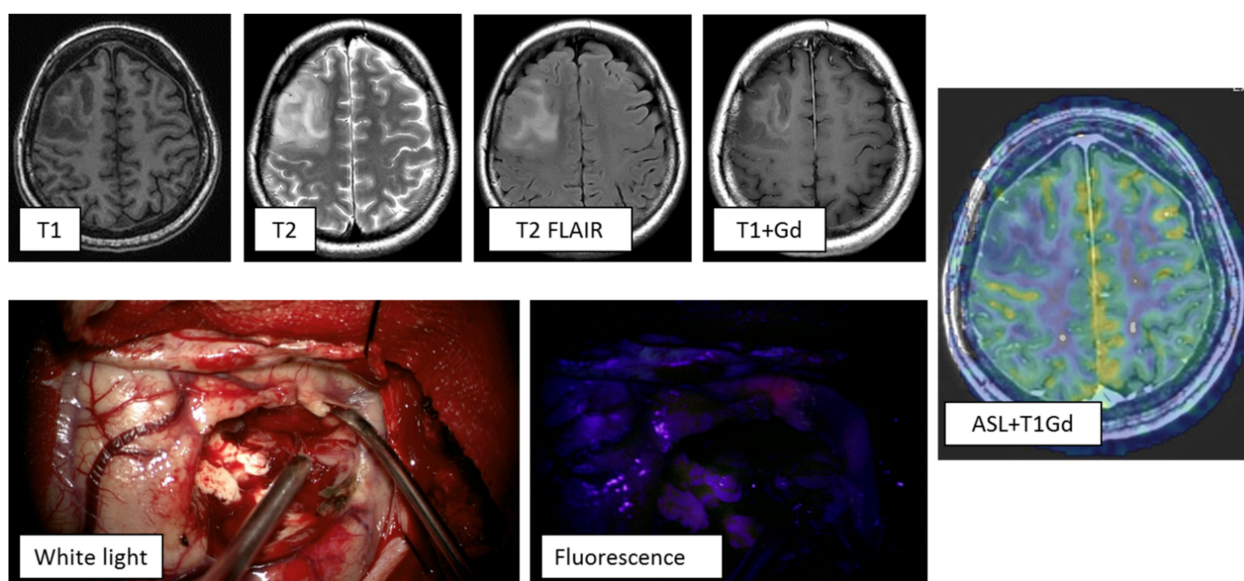 T1
T2
T2 FLAIR
T1+Gd
ASL+T1Gd
White light
Fluorescence